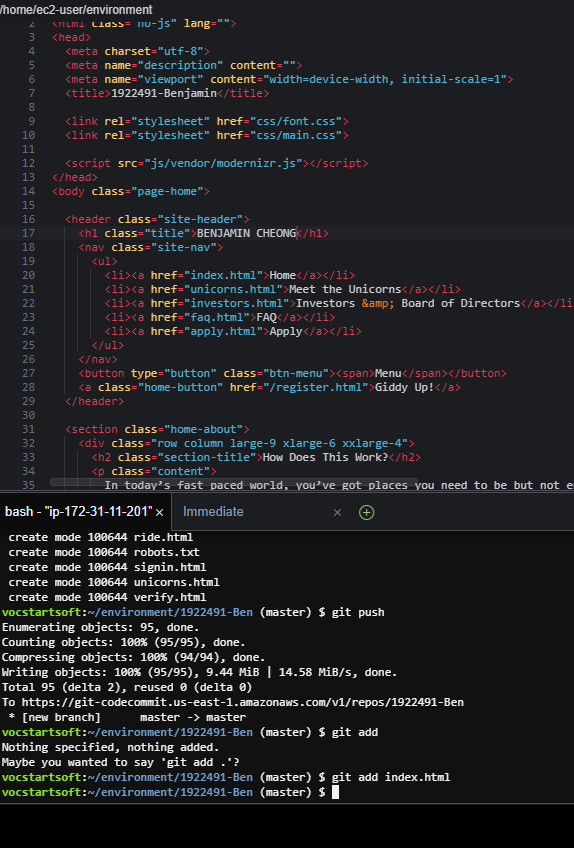 /home/ec2-user/environment
2 <html class="no-js" lang="">
3 <head>
4 <meta charset="utf-8">
5 <meta name="description" content="">
6 <meta name="viewport" content="width=device-width, initial-scale=1">
7 <title>1922491-Benjamin</title>
8
9 <link rel="stylesheet" href="css/font.css">
10 <link rel="stylesheet" href="css/main.css">
11
12 <script src="js/vendor/modernizr.js"></script>
13 </head>
14 <body class="page-home">
15
16 <header class="site-header">
17 <h1 class="title">BENJAMIN CHEONG</h1>
18 <nav class="site-nav">
19 <ul>
20 <li><a href="index.html">Home</a></li>
21 <li><a href="unicorns.html">Meet the Unicorns</a></li>
22 <li><a href="investors.html">Investors &amp; Board of Directors</a></li
23 <li><a href="faq.html">FAQ</a></li>
24 <li><a href="apply.html">Apply</a></li>
25 </ul>
26 </nav>
27 <button type="button" class="btn-menu"><span>Menu</span></button>
28 <a class="home-button" href="/register.html">Giddy Up!</a>
29 </header>
30
31 <section class="home-about">
32 <div class="row column large-9 xlarge-6 xxlarge-4">
33 <h2 class="section-title">How Does This Work?</h2>
34 <p class="content">
35 In today's fast paced world, you've got places you need to be but not e
bash - "ip-172-31-11-201" × Immediate ×
create mode 100644 ride.html
create mode 100644 robots.txt
create mode 100644 signin.html
create mode 100644 unicorns.html
create mode 100644 verify.html
vocstartsoft:~/environment/1922491-Ben (master) $ git push
Enumerating objects: 95, done.
Counting objects: 100% (95/95), done.
Compressing objects: 100% (94/94), done.
Writing objects: 100% (95/95), 9.44 MiB | 14.58 MiB/s, done.
Total 95 (delta 2), reused 0 (delta 0)
To https://git-codecommit.us-east-1.amazonaws.com/v1/repos/1922491-Ben
* [new branch] master -> master
vocstartsoft:~/environment/1922491-Ben (master) $ git add
Nothing specified, nothing added.
Maybe you wanted to say 'git add .'?
vocstartsoft:~/environment/1922491-Ben (master) $ git add index.html
vocstartsoft:~/environment/1922491-Ben (master) $